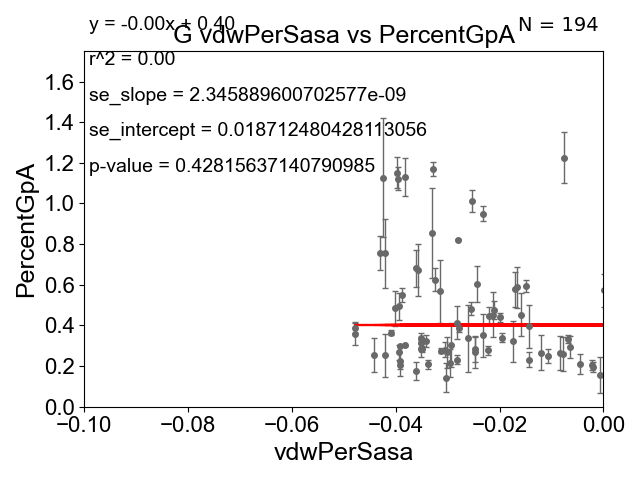 y = -0.00x + 0.40
N = 194
G vdwPerSasa vs PercentGpA
r^2 = 0.00
se_slope = 2.345889600702577e-09
se_intercept = 0.018712480428113056
p-value = 0.42815637140790985
PercentGpA
1.6
1.4
1.2
1.0
0.8
0.6
0.4
0.2
0.0
−0.10
−0.08
−0.06
−0.04
−0.02
0.00
vdwPerSasa